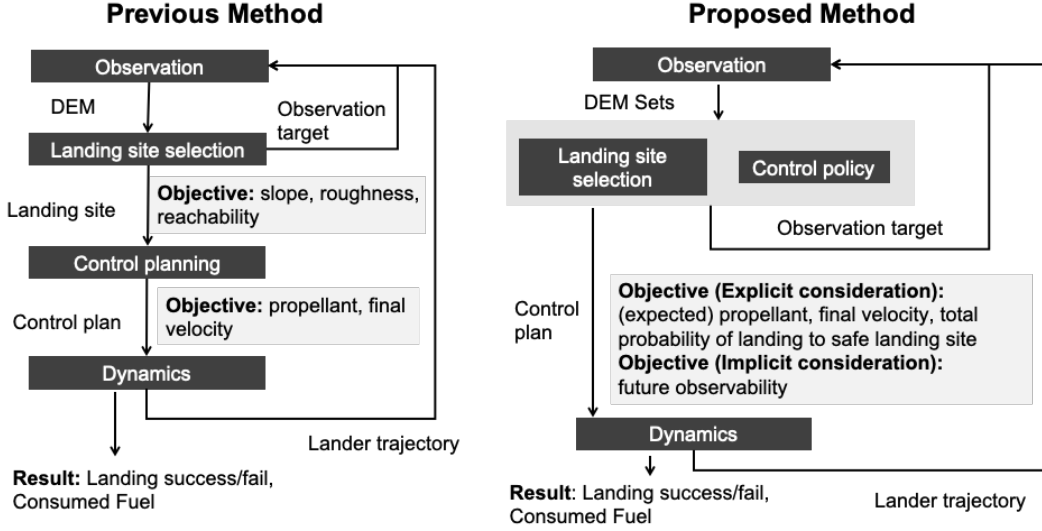 Previous Method
Observation
DEM
Observation
target
Landing site selection
Objective: slope, roughness,
reachability
Landing site
Control planning
Objective: propellant, final
velocity
Control plan
Dynamics
Lander trajectory
Result: Landing success/fail,
Consumed Fuel
Proposed Method
Observation
DEM Sets
Landing site
selection
Control policy
Observation target
Control
plan
Objective (Explicit consideration):
(expected) propellant, final velocity, total
probability of landing to safe landing site
Objective (Implicit consideration):
future observability
Dynamics
Result: Landing success/fail,
Consumed Fuel
Lander trajectory